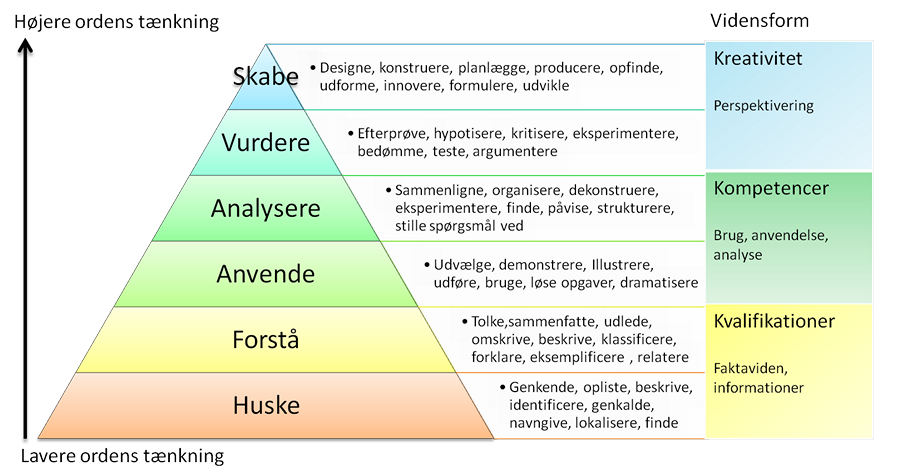 Højere ordens tænkning
Vidensform
Skabe
• Designe, konstruere, planlægge, producere, opfinde,
udforme, innovere, formulere, udvikle
Kreativitet
Perspektivering
Vurdere
• Efterprøve, hypotisere, kritisere, eksperimentere,
bedømme, teste, argumentere
Analysere
• Sammenligne, organisere, dekonstruere,
eksperimentere, finde, påvise, strukturere,
stille spørgsmål ved
Kompetencer
Brug, anvendelse,
analyse
Anvende
• Udvælge, demonstrere, Illustrere,
udføre, bruge, løse opgaver, dramatisere
Forstå
• Tolke,sammenfatte, udlede,
omskrive, beskrive, klassificere,
forklare, eksemplificere , relatere
Kvalifikationer
Faktaviden,
informationer
Huske
• Genkende, opliste, beskrive,
identificere, genkalde,
navngive, lokalisere, finde
Lavere ordens tænkning